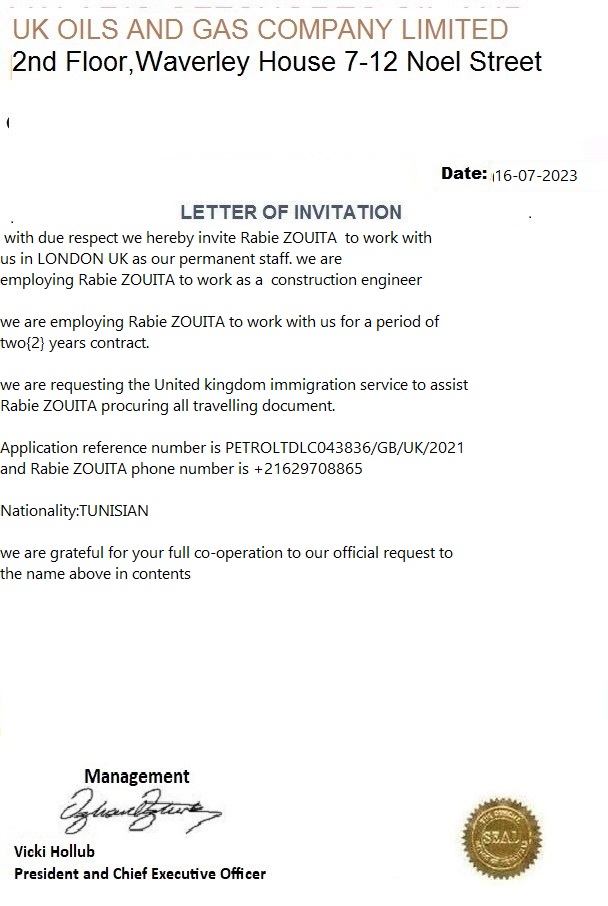 UK OILS AND GAS COMPANY LIMITED
2nd Floor,Waverley House 7-12 Noel Street
Date: 16-07-2023
LETTER OF INVITATION
with due respect we hereby invite Rabie ZOUITA to work with
us in LONDON UK as our permanent staff. we are
employing Rabie ZOUITA to work as a construction engineer
we are employing Rabie ZOUITA to work with us for a period of
two{2} years contract.
we are requesting the United kingdom immigration service to assist
Rabie ZOUITA procuring all travelling document.
Application reference number is PETROLTDLC043836/GB/UK/2021
and Rabie ZOUITA phone number is +21629708865
Nationality:TUNISIAN
we are grateful for your full co-operation to our official request to
the name above in contents
Management
Vicki Hollub
President and Chief Executive Officer
SEAL